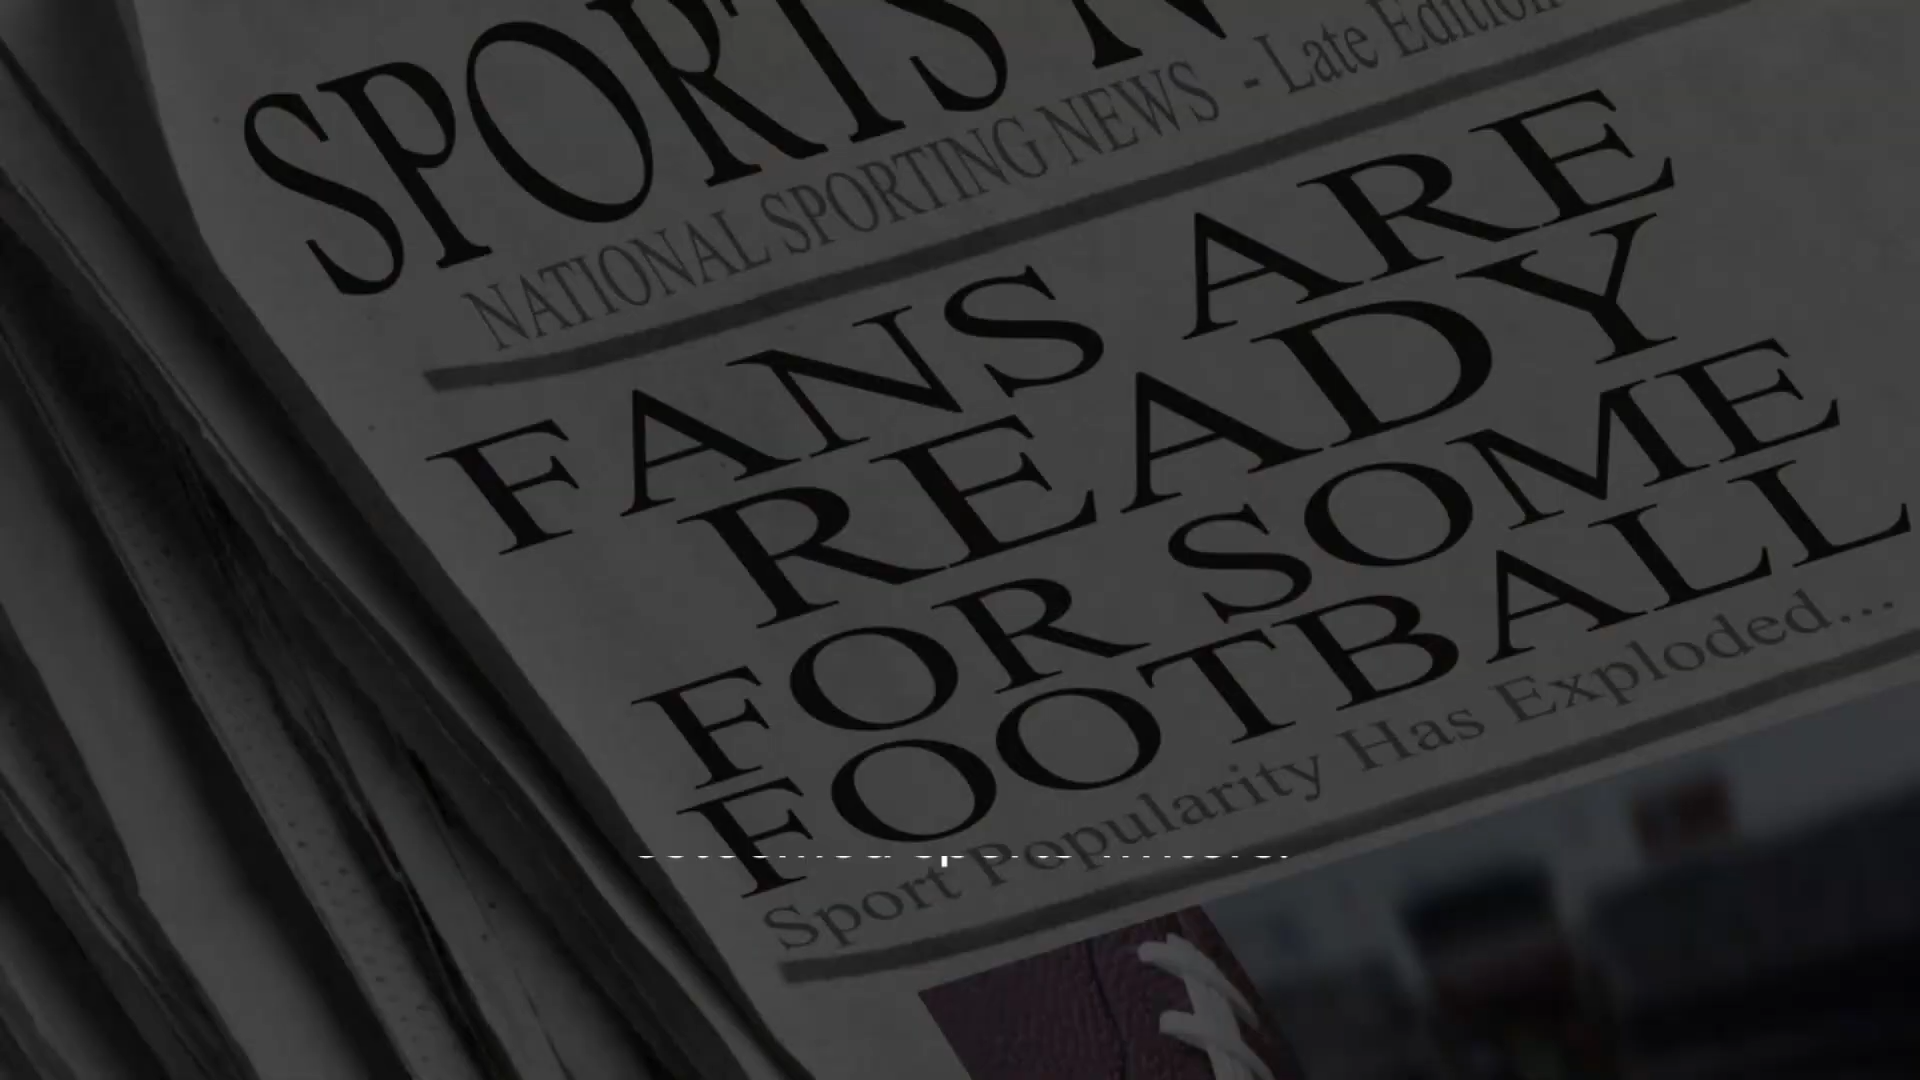 SPORTS N
NATIONAL SPORTING NEWS - Late Edition
FANS ARE
READY
FOR SOME
FOOTBALL
Sport Popularity Has Exploded...